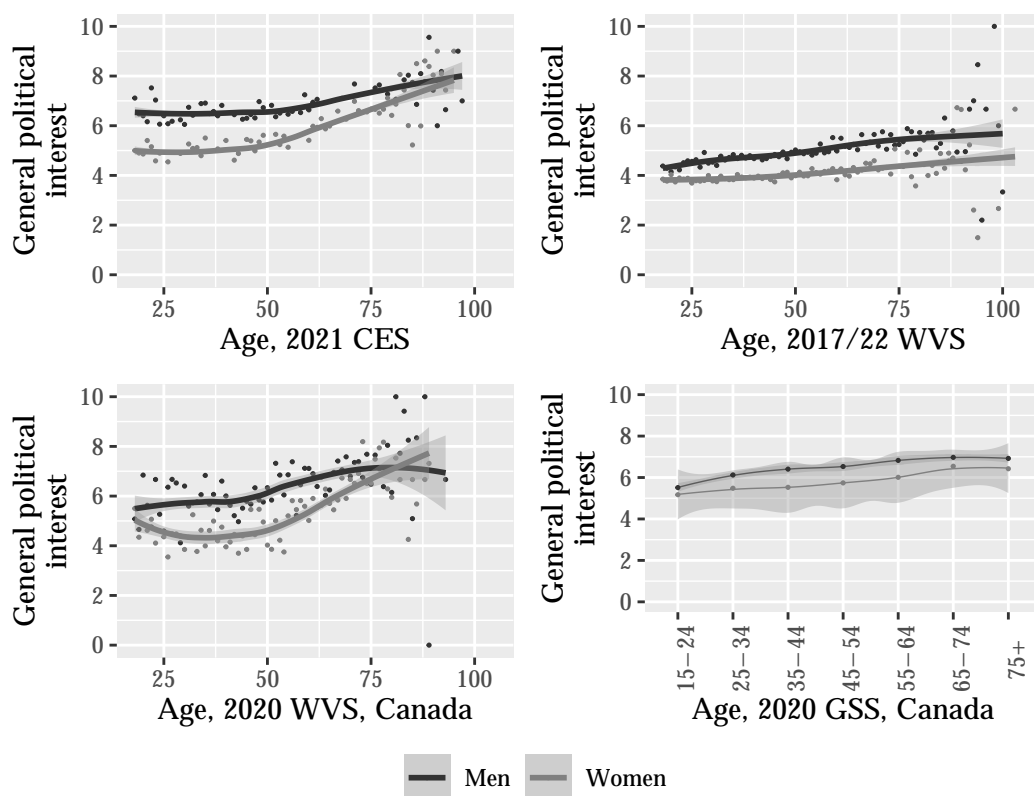 10
8
6
4
2
0
General political
interest
25 50 75 100
Age, 2021 CES
10
8
6
4
2
0
General political
interest
25 50 75 100
Age, 2017/22 WVS
10
8
6
4
2
0
General political
interest
25 50 75 100
Age, 2020 WVS, Canada
10
8
6
4
2
0
General political
interest
15−24
25−34
35−44
45−54
55−64
65−74
75+
Age, 2020 GSS, Canada
Men Women